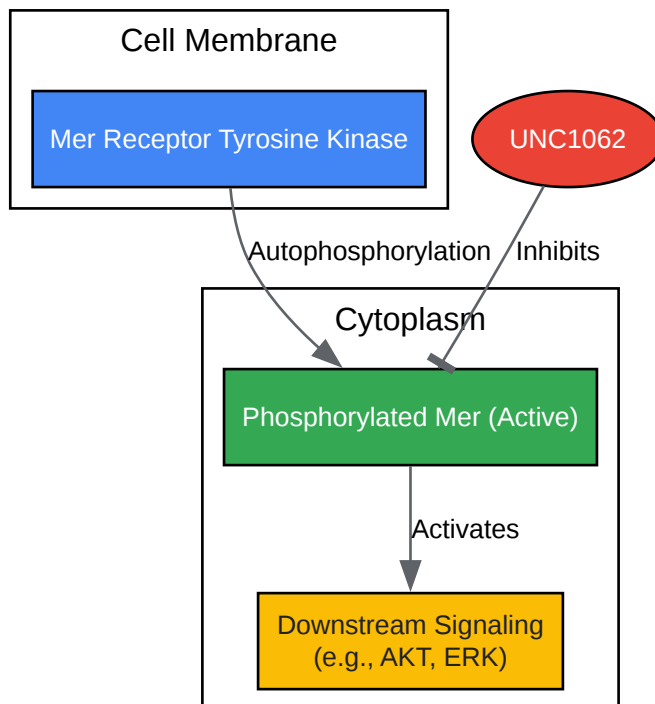 Cell Membrane
Mer Receptor Tyrosine Kinase
UNC1062
Autophosphorylation
Inhibits
Cytoplasm
Phosphorylated Mer (Active)
Activates
Downstream Signaling
(e.g., AKT, ERK)